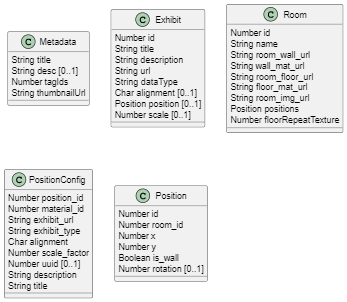 C Metadata
String title
String desc [0..1]
Number tagIds
String thumbnailUrl
C Exhibit
Number id
String title
String description
String url
String dataType
Char alignment [0..1]
Position position [0..1]
Number scale [0..1]
C Room
Number id
String name
String room_wall_url
String wall_mat_url
String room_floor_url
String floor_mat_url
String room_img_url
Position positions
Number floorRepeatTexture
C PositionConfig
Number position_id
Number material_id
String exhibit_url
String exhibit_type
Char alignment
Number scale_factor
Number uuid [0..1]
String description
String title
C Position
Number id
Number room_id
Number x
Number y
Boolean is_wall
Number rotation [0..1]